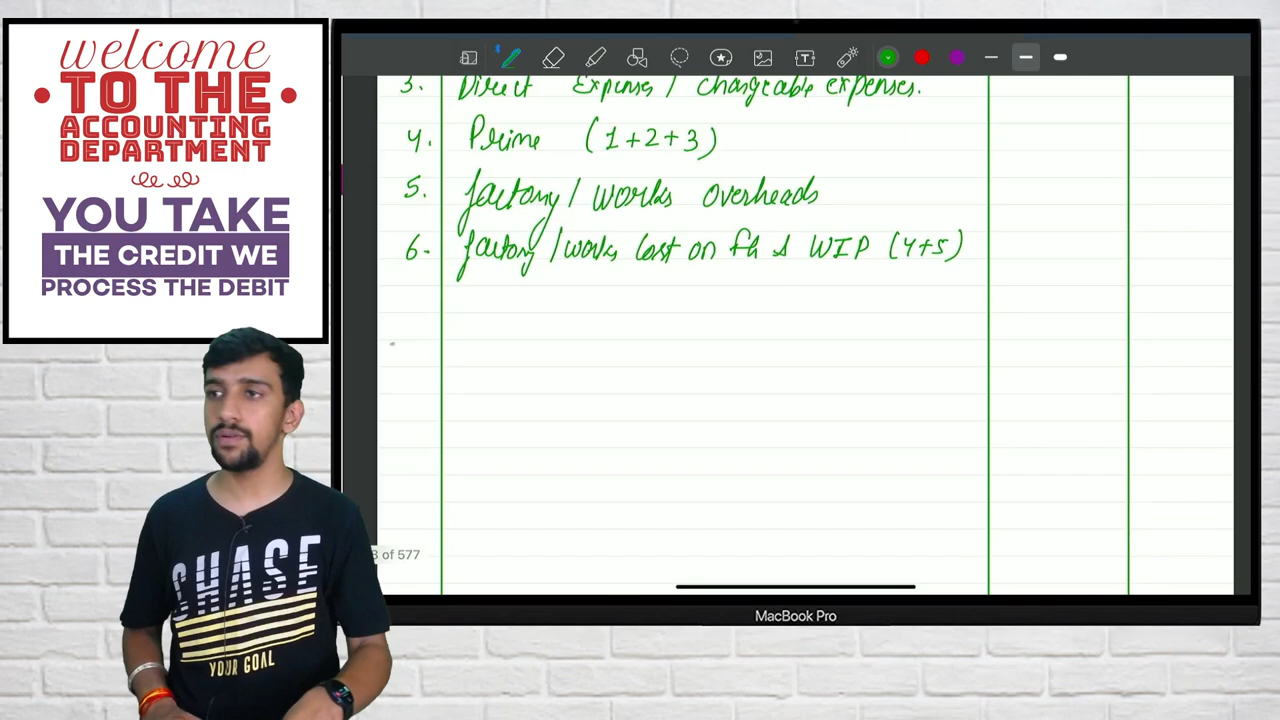 welcome
TO THE
ACCOUNTING
DEPARTMENT
YOU TAKE
THE CREDIT WE
PROCESS THE DEBIT
3. Direct Expenses / chargeable expenses.
4. Prime (1+2+3)
5. factory / works overheads
6. factory / works cost on & WIP (4+5)
3 of 577
MacBook Pro
CHASE
YOUR GOAL